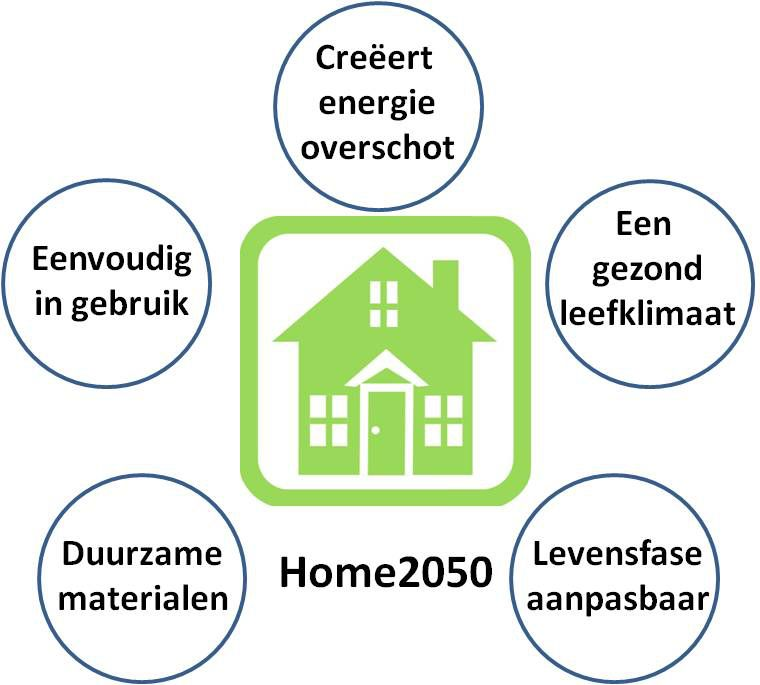 Creëert
energie
overschot
Eenvoudig
in gebruik
Een
gezond
leefklimaat
Duurzame
materialen
Home2050
Levensfase
aanpasbaar